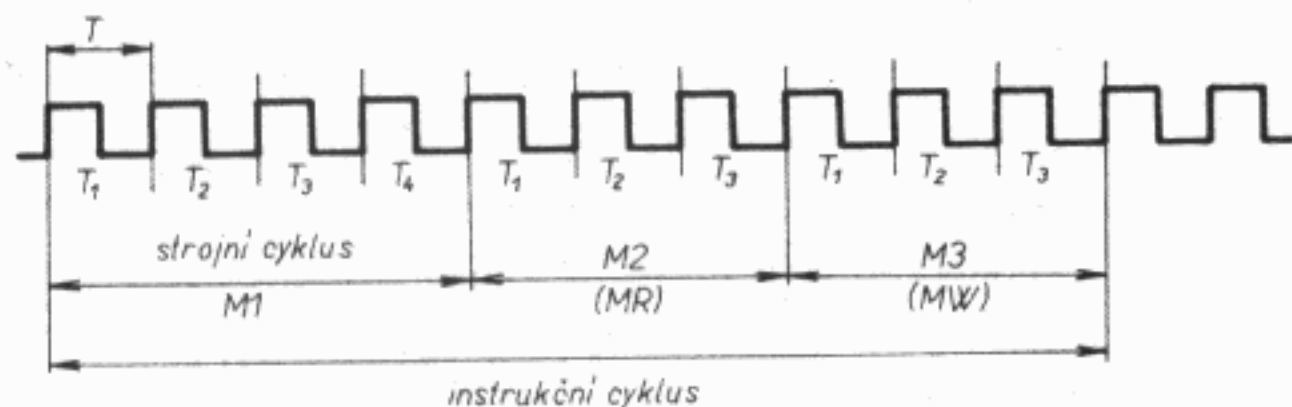 T
T₁ T₂ T₃ T₄ T₁ T₂ T₃ T₁ T₂ T₃
strojní cyklus M2 M3
M1 (MR) (MW)
instrukční cyklus